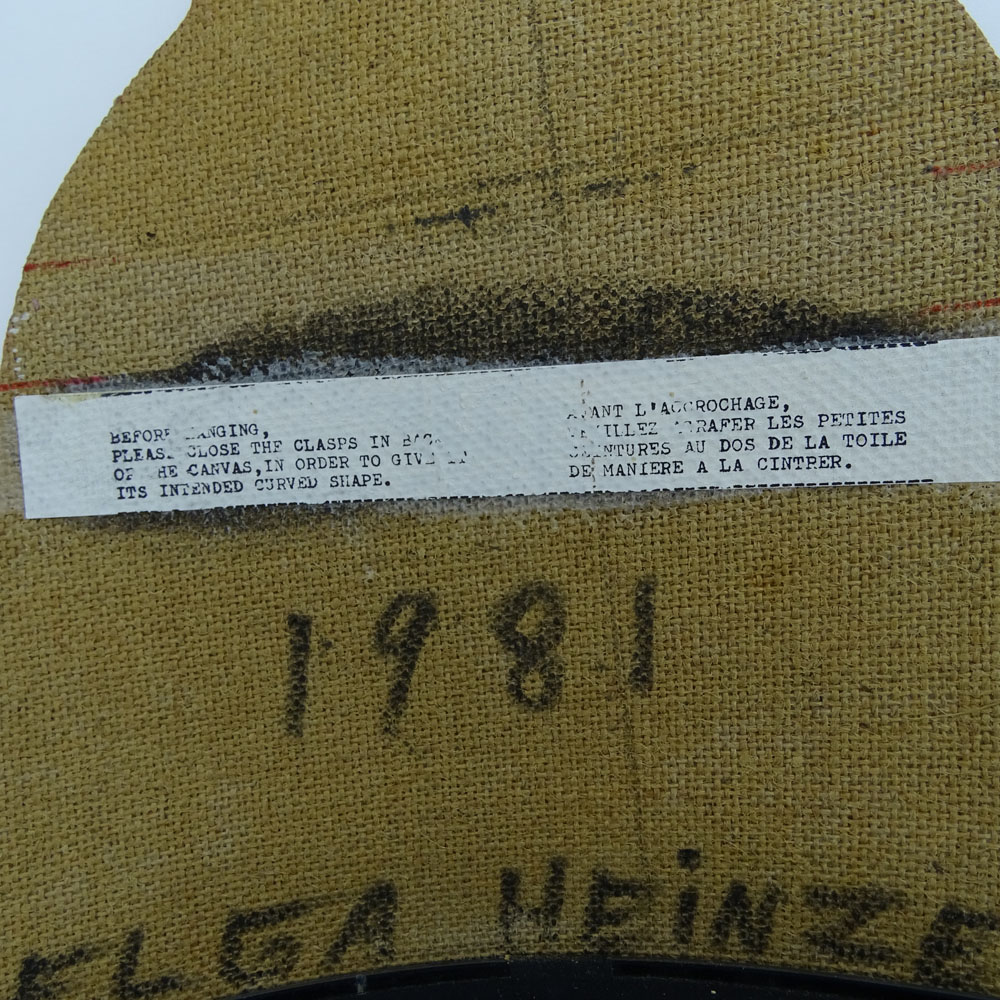 BEFORE HANGING,
PLEASE CLOSE THE CLASPS IN BACK
OF THE CANVAS, IN ORDER TO GIVE IT
ITS INTENDED CURVED SHAPE.
AVANT L'ACCROCHAGE,
VEUILLEZ AGRAFER LES PETITES
CEINTURES AU DOS DE LA TOILE
DE MANIERE A LA CINTRER.
1981
ELGA HEiNZE